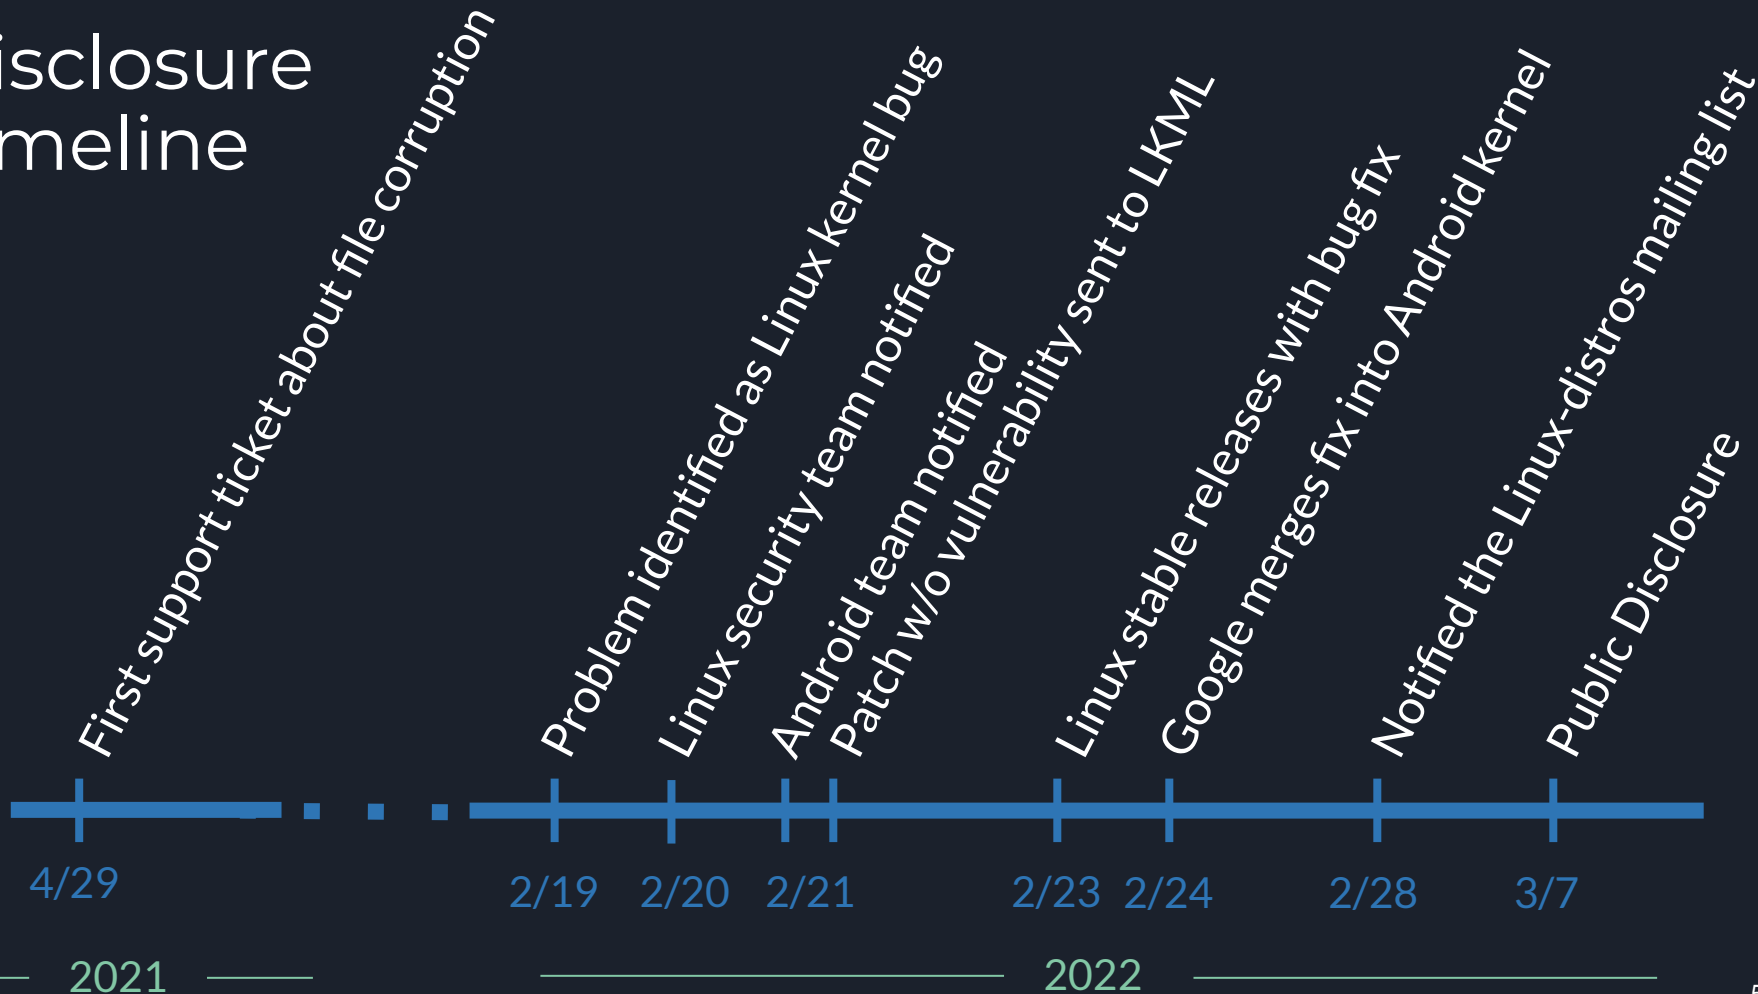 isclosure
meline
First support ticket about file corruption
Problem identified as Linux kernel bug
Linux security team notified
Android team notified
Patch w/o vulnerability sent to LKML
Linux stable releases with bug fix
Google merges fix into Android kernel
Notified the Linux-distros mailing list
Public Disclosure
4/29
2/19
2/20
2/21
2/23
2/24
2/28
3/7
2021
2022